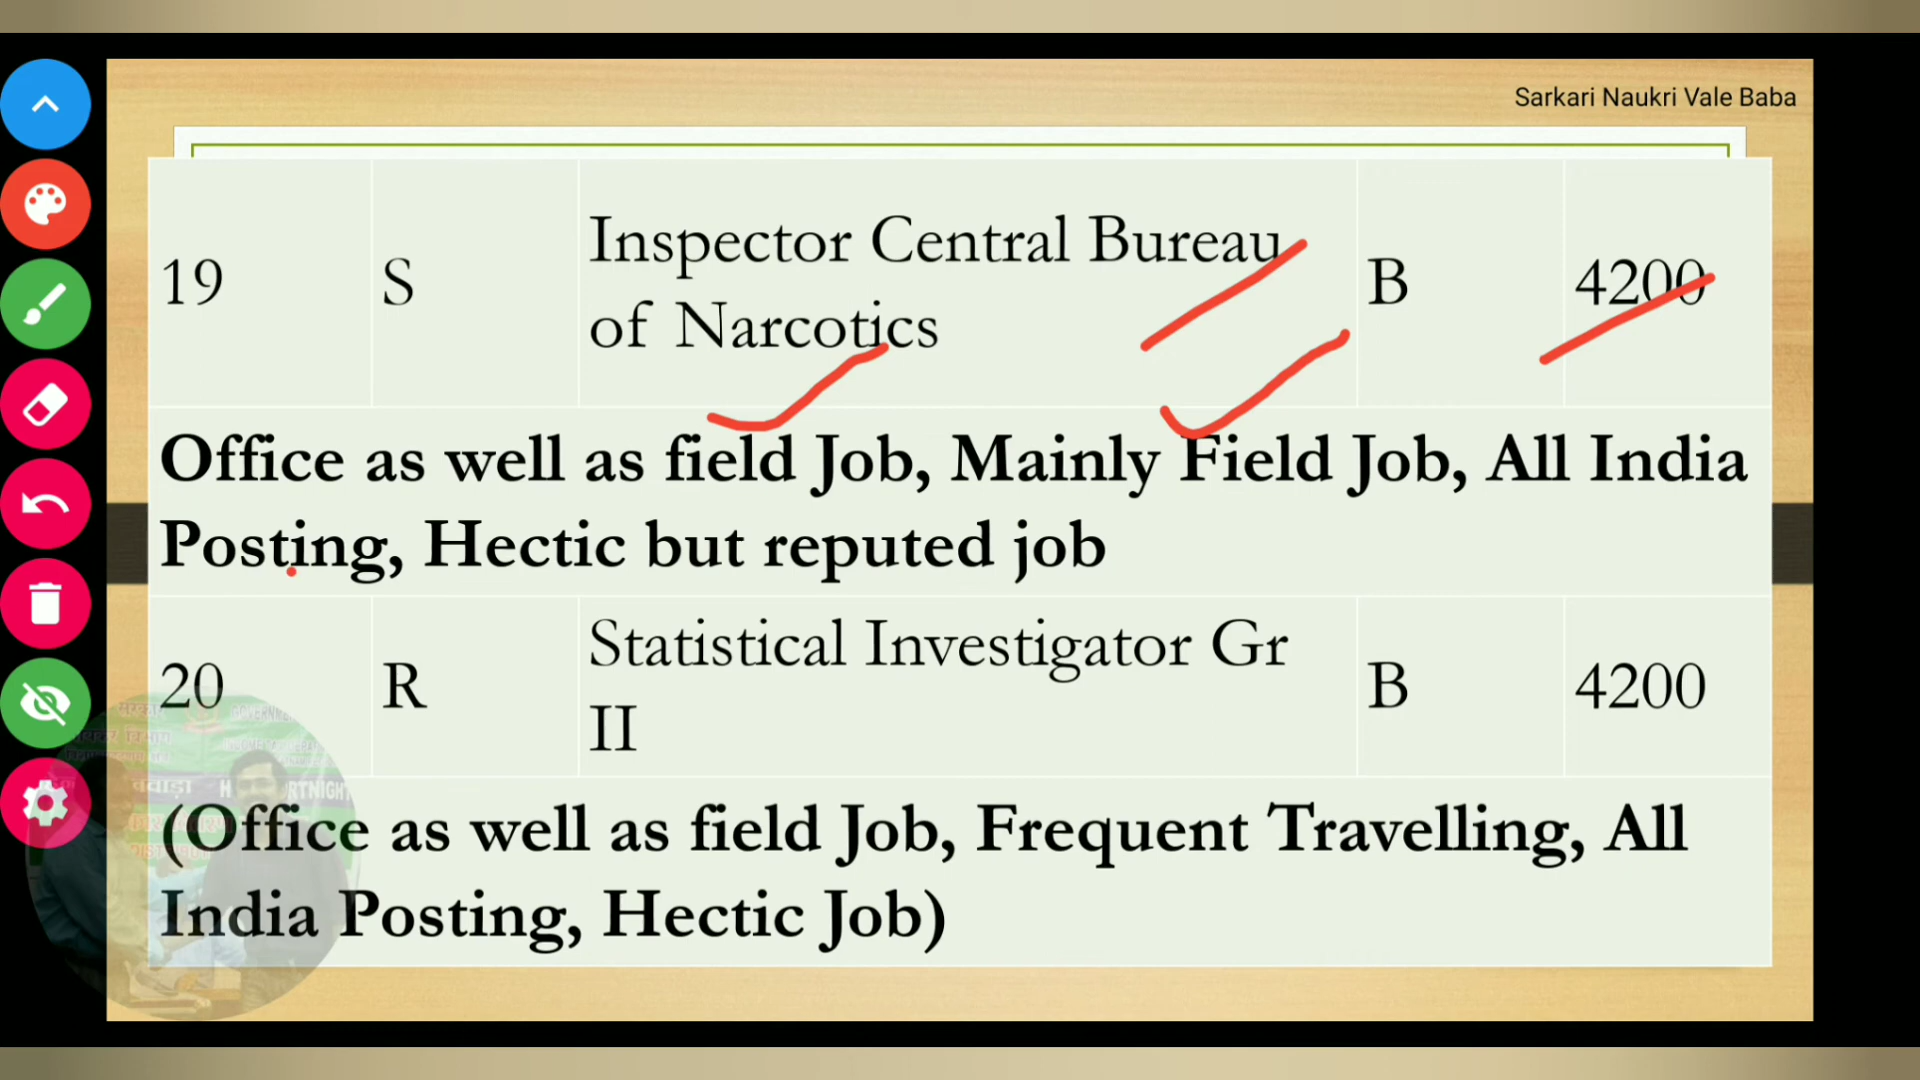 Sarkari Naukri Vale Baba
19 S Inspector Central Bureau B 4200
of Narcotics
Office as well as field Job, Mainly Field Job, All India
Posting, Hectic but reputed job
20 R Statistical Investigator Gr B 4200
II
(Office as well as field Job, Frequent Travelling, All
India Posting, Hectic Job)